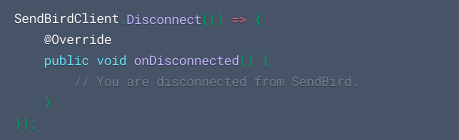 SendBirdClient.Disconnect(() => {
@Override
public void onDisconnected() {
// You are disconnected from SendBird.
}
});